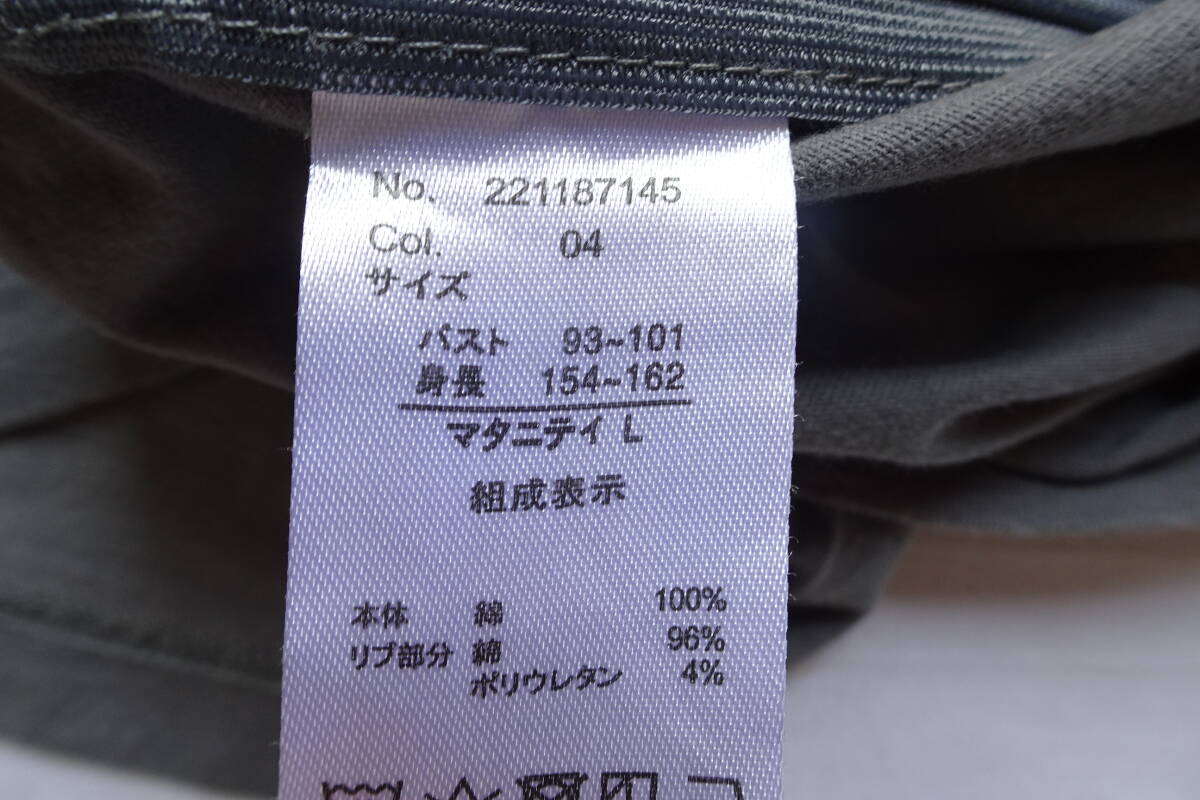 No. 221187145
Col. 04
サイズ
バスト 93~101
身長 154~162
マタニテイ L
組成表示
本体 綿 100%
リブ部分 綿 96%
ポリウレタン 4%